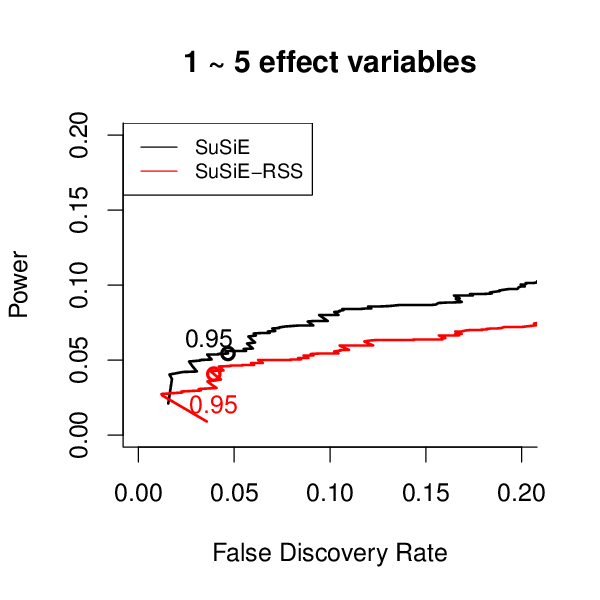 1 ~ 5 effect variables
SuSiE
SuSiE−RSS
Power
0.20
0.15
0.10
0.05
0.00
0.95
0.95
0.00 0.05 0.10 0.15 0.20
False Discovery Rate